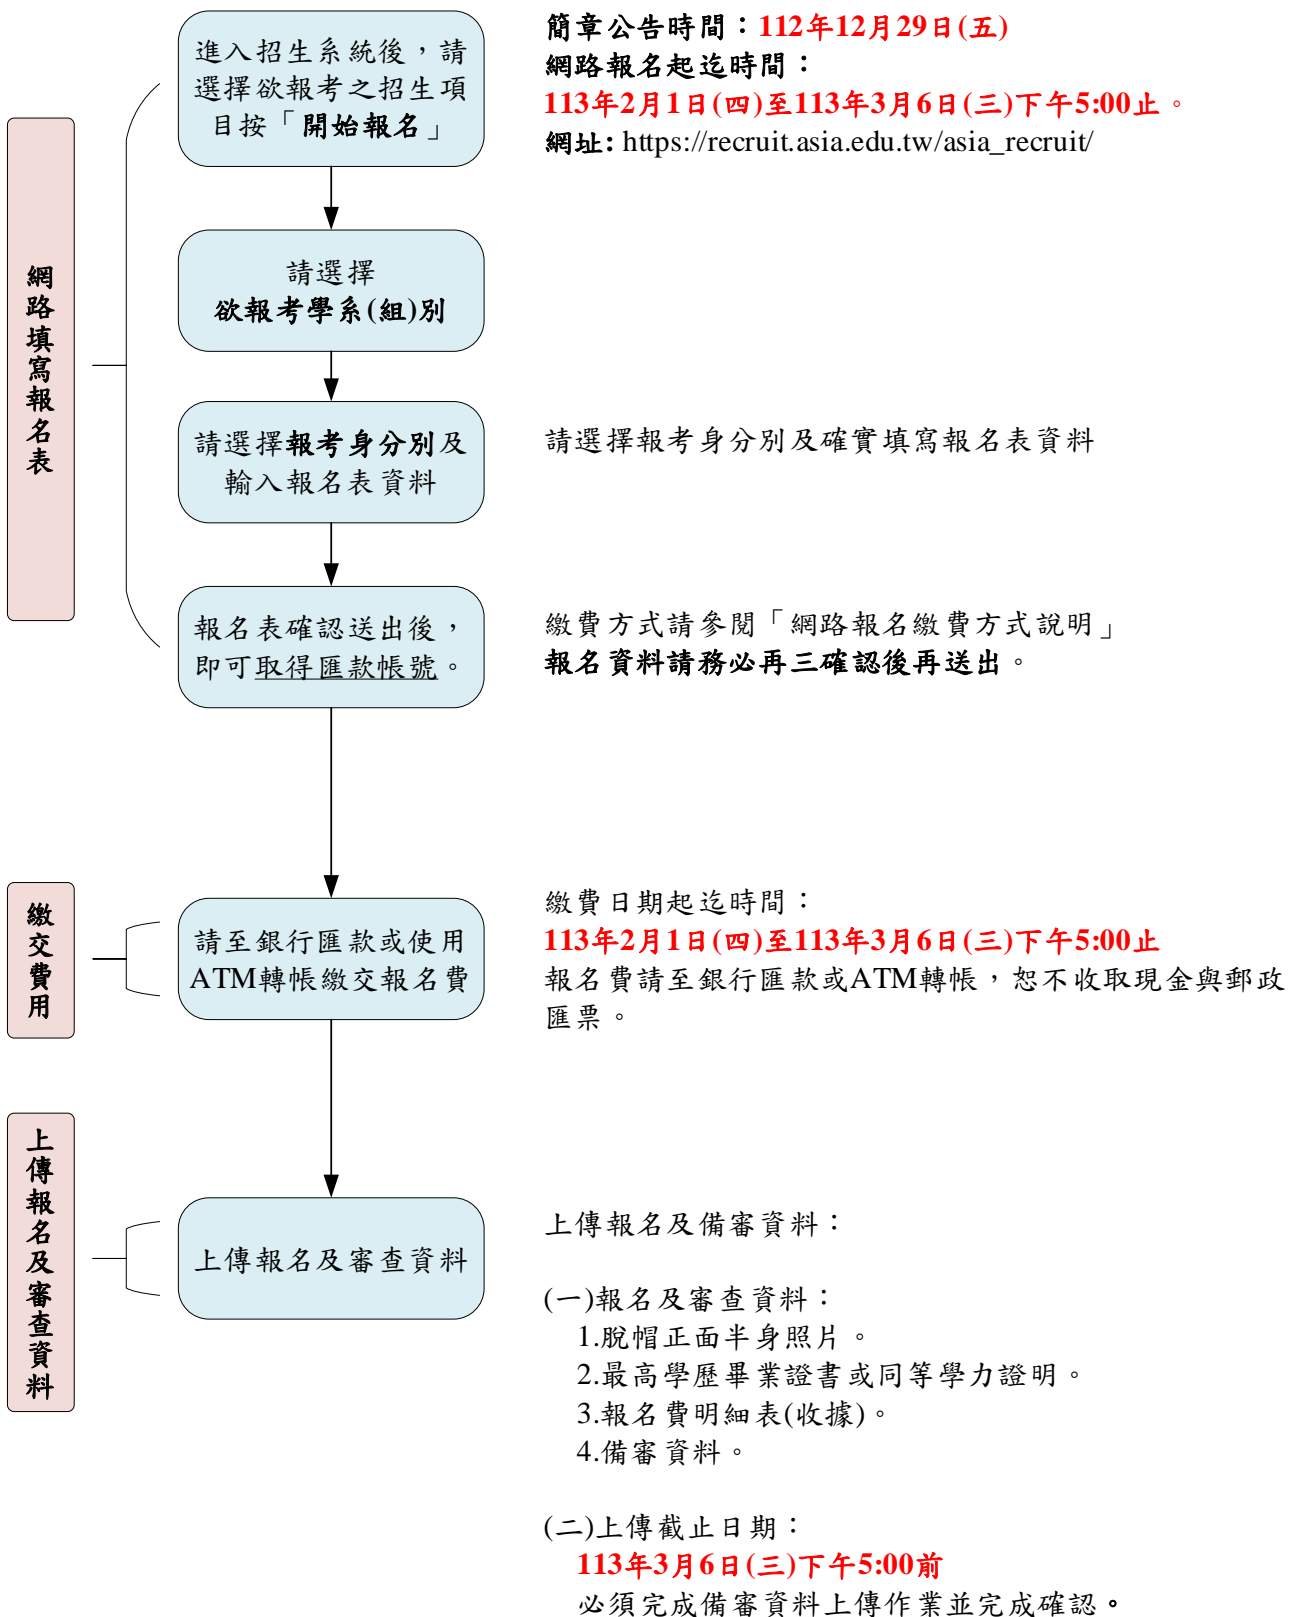 網路填寫報名表
進入招生系統後，請
選擇欲報考之招生項
目按「開始報名」
簡章公告時間：112年12月29日(五)
網路報名起迄時間：
113年2月1日(四)至113年3月6日(三)下午5:00止。
網址: https://recruit.asia.edu.tw/asia_recruit/
請選擇
欲報考學系(組)別
請選擇報考身分別及
輸入報名表資料
請選擇報考身分別及確實填寫報名表資料
報名表確認送出後，
即可取得匯款帳號。
繳費方式請參閱「網路報名繳費方式說明」
報名資料請務必再三確認後再送出。
繳交費用
請至銀行匯款或使用
ATM轉帳繳交報名費
繳費日期起迄時間：
113年2月1日(四)至113年3月6日(三)下午5:00止
報名費請至銀行匯款或ATM轉帳，恕不收取現金與郵政
匯票。
上傳報名及審查資料
上傳報名及審查資料
上傳報名及備審資料：
(一)報名及審查資料：
1.脫帽正面半身照片。
2.最高學歷畢業證書或同等學力證明。
3.報名費明細表(收據)。
4.備審資料。
(二)上傳截止日期：
113年3月6日(三)下午5:00前
必須完成備審資料上傳作業並完成確認。